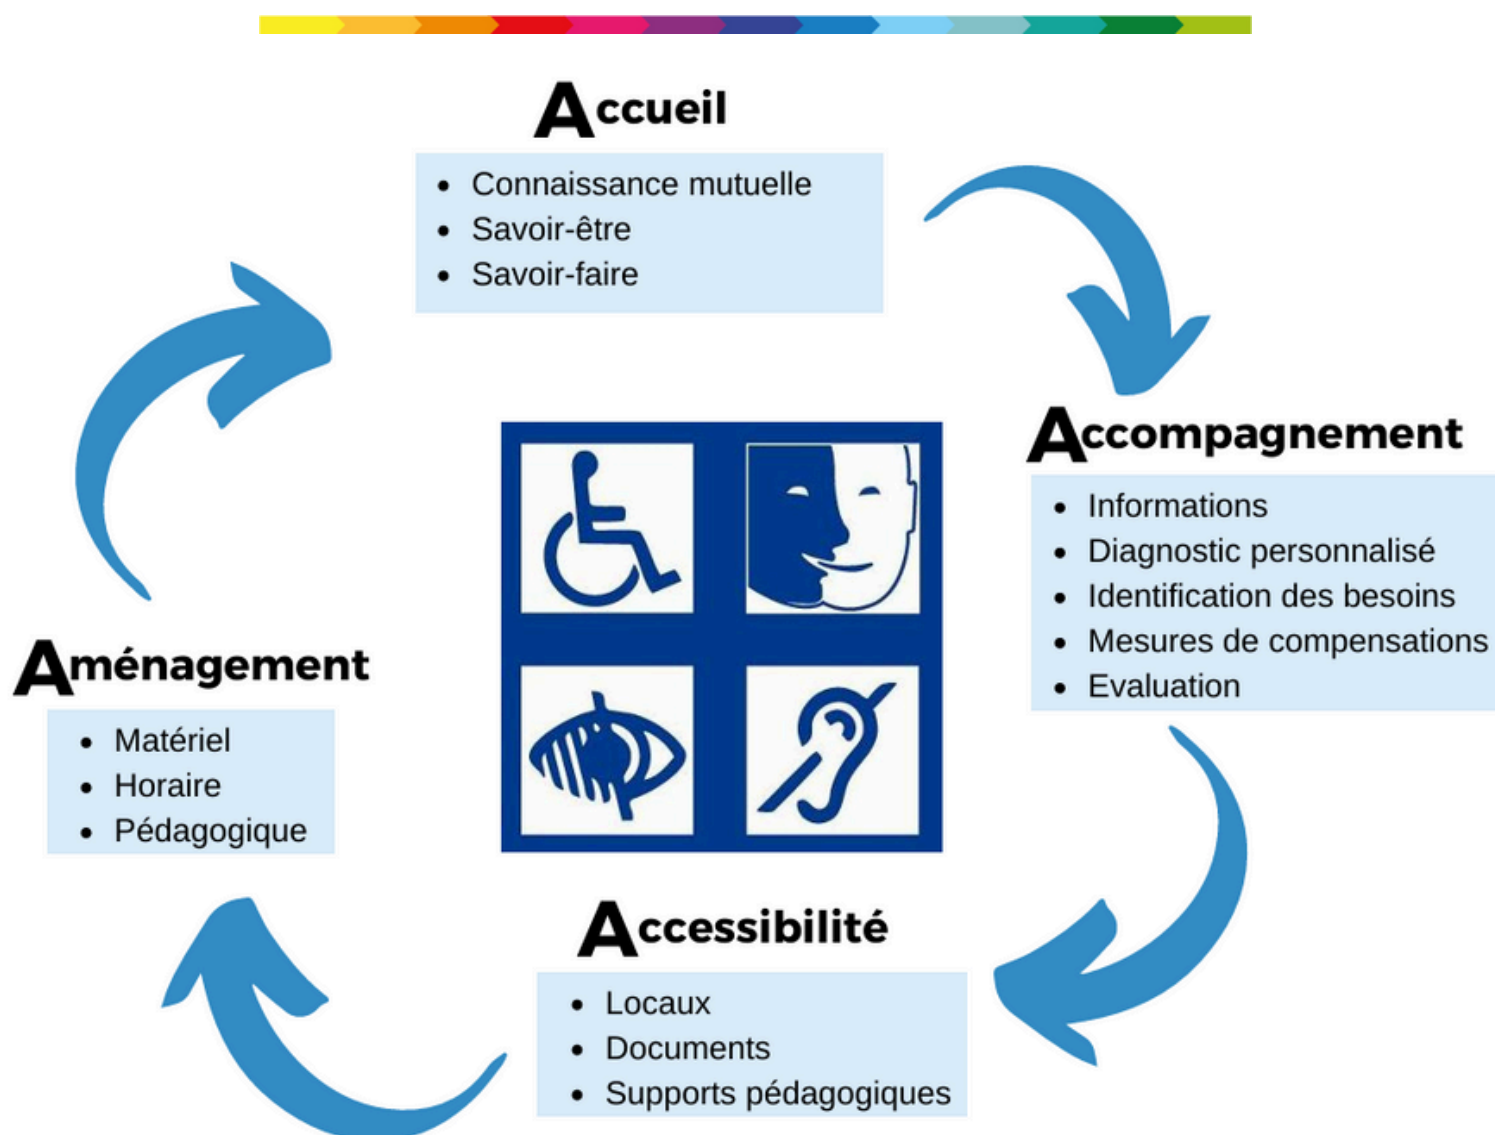 Accueil
• Connaissance mutuelle
• Savoir-être
• Savoir-faire
Accompagnement
• Informations
• Diagnostic personnalisé
• Identification des besoins
• Mesures de compensations
• Evaluation
Accessibilité
• Locaux
• Documents
• Supports pédagogiques
Aménagement
• Matériel
• Horaire
• Pédagogique